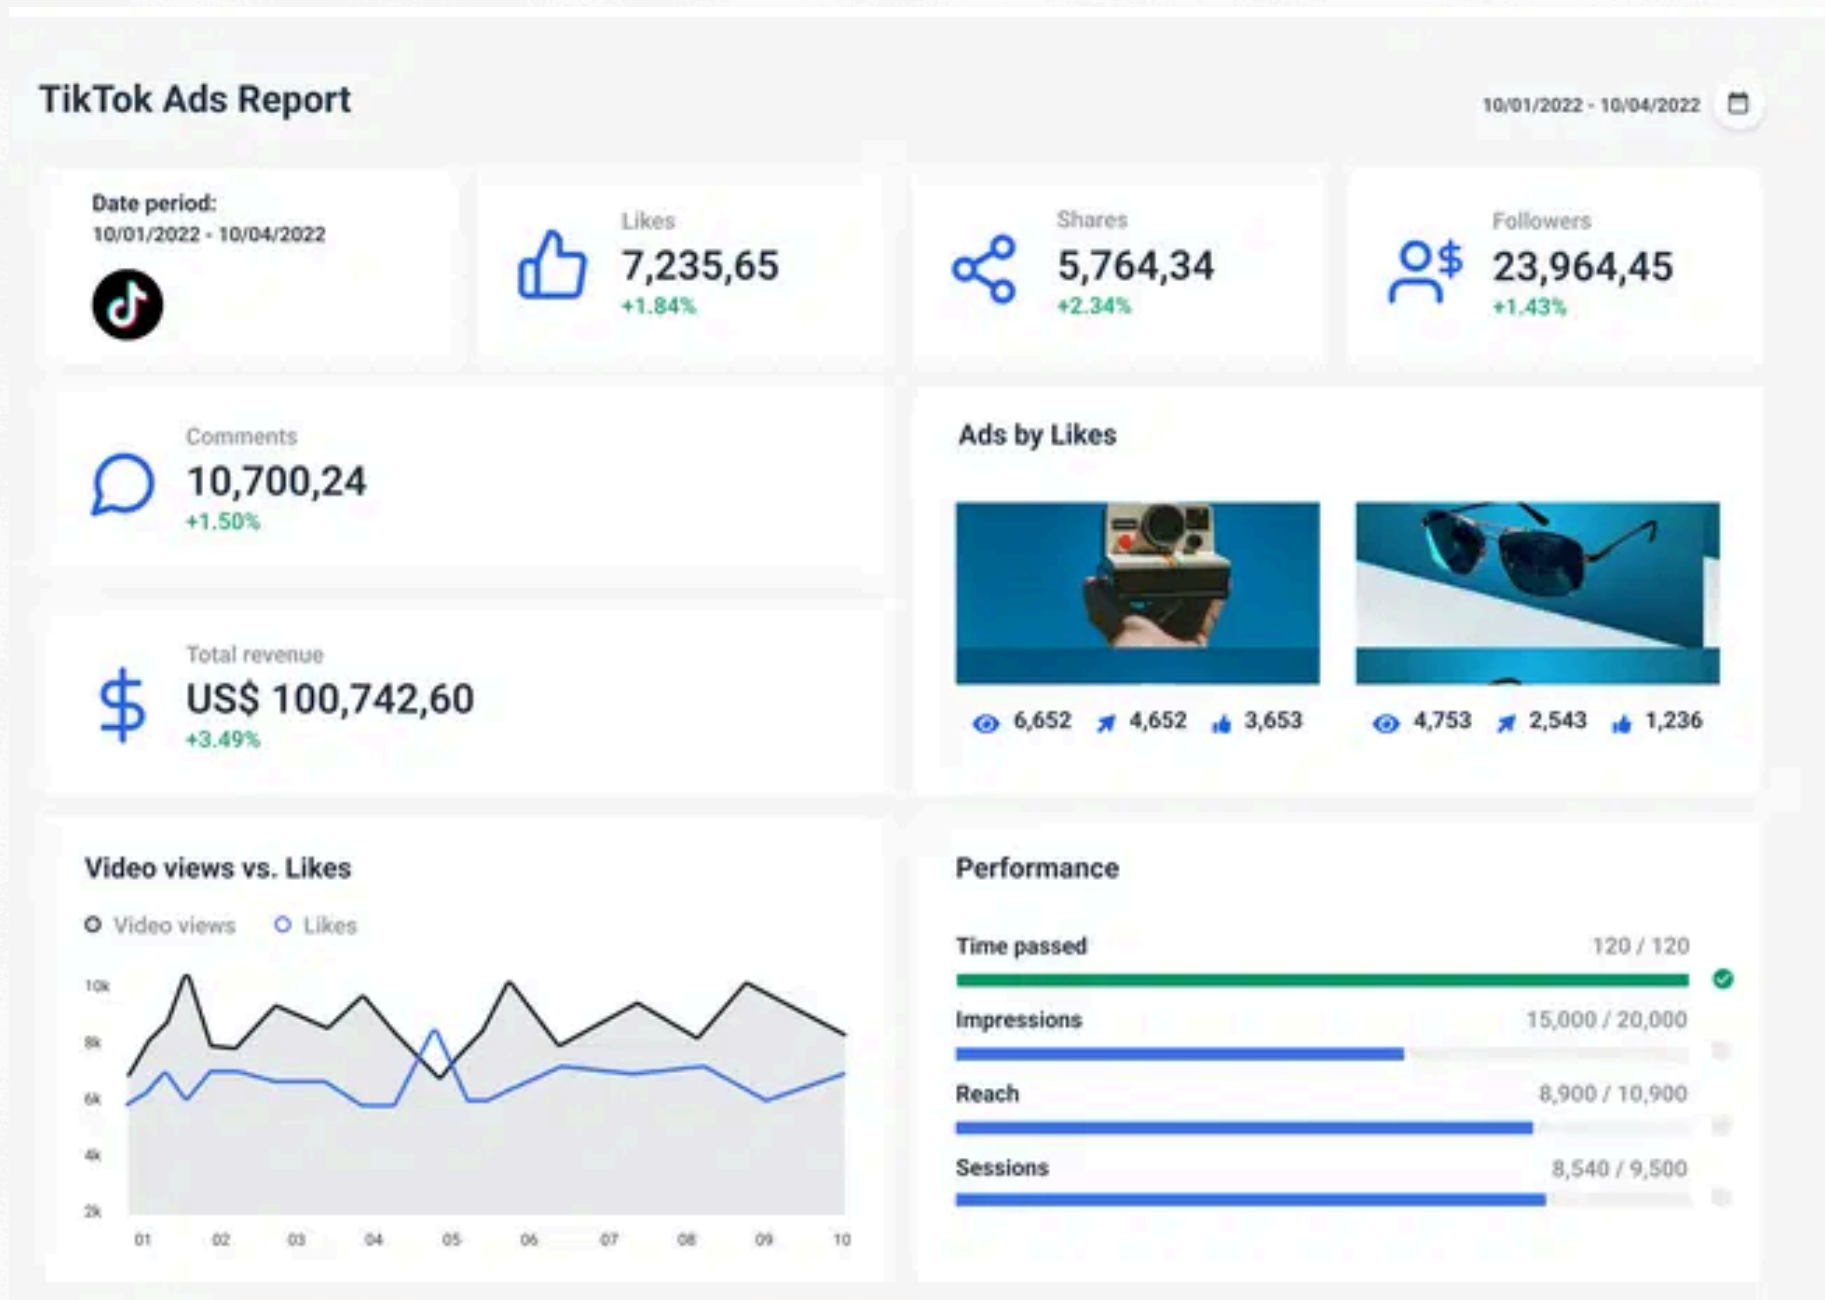 TikTok Ads Report
10/01/2022 - 10/04/2022
Date period:
10/01/2022 - 10/04/2022
Likes
7,235,65
+1.84%
Shares
5,764,34
+2.34%
Followers
23,964,45
+1.43%
Comments
10,700,24
+1.50%
Total revenue
US$ 100,742,60
+3.49%
Ads by Likes
6,652 4,652 3,653
4,753 2,543 1,236
Video views vs. Likes
Video views Likes
10k
8k
6k
4k
2k
01 02 03 04 05 06 07 08 09 10
Performance
Time passed 120 / 120
Impressions 15,000 / 20,000
Reach 8,900 / 10,900
Sessions 8,540 / 9,500